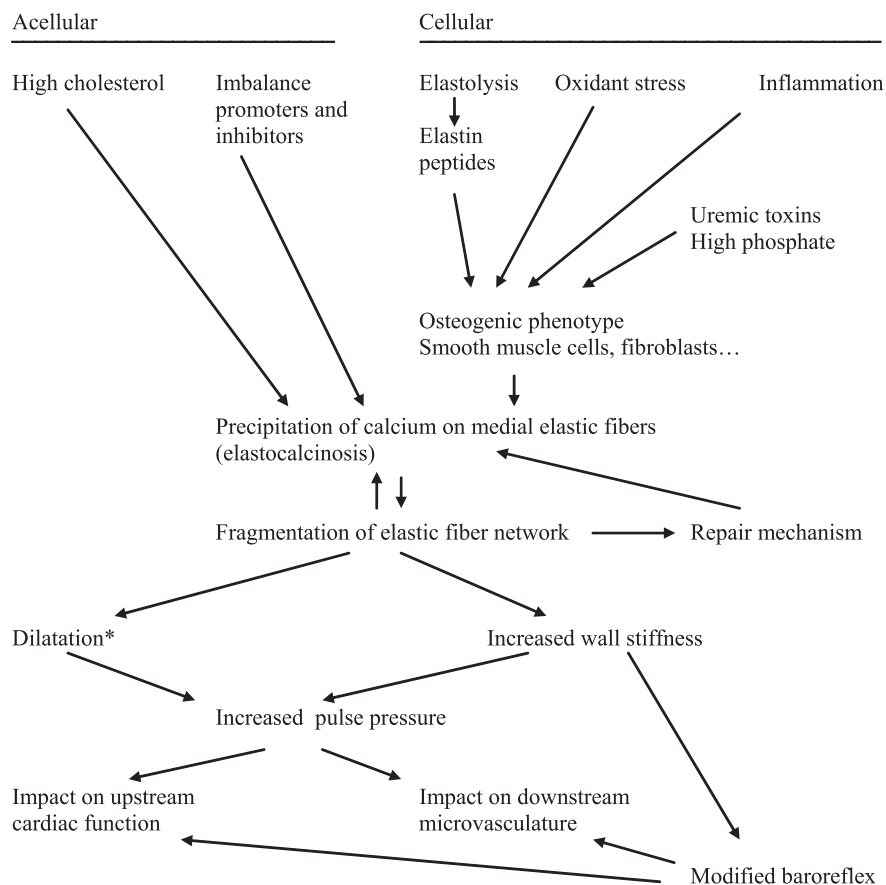 Acellular
Cellular
High cholesterol
Imbalance
promoters and
inhibitors
Elastolysis
Oxidant stress
Inflammation
Elastin
peptides
Uremic toxins
High phosphate
Osteogenic phenotype
Smooth muscle cells, fibroblasts…
Precipitation of calcium on medial elastic fibers
(elastocalcinosis)
Fragmentation of elastic fiber network
Repair mechanism
Dilatation*
Increased wall stiffness
Increased pulse pressure
Impact on upstream
cardiac function
Impact on downstream
microvasculature
Modified baroreflex